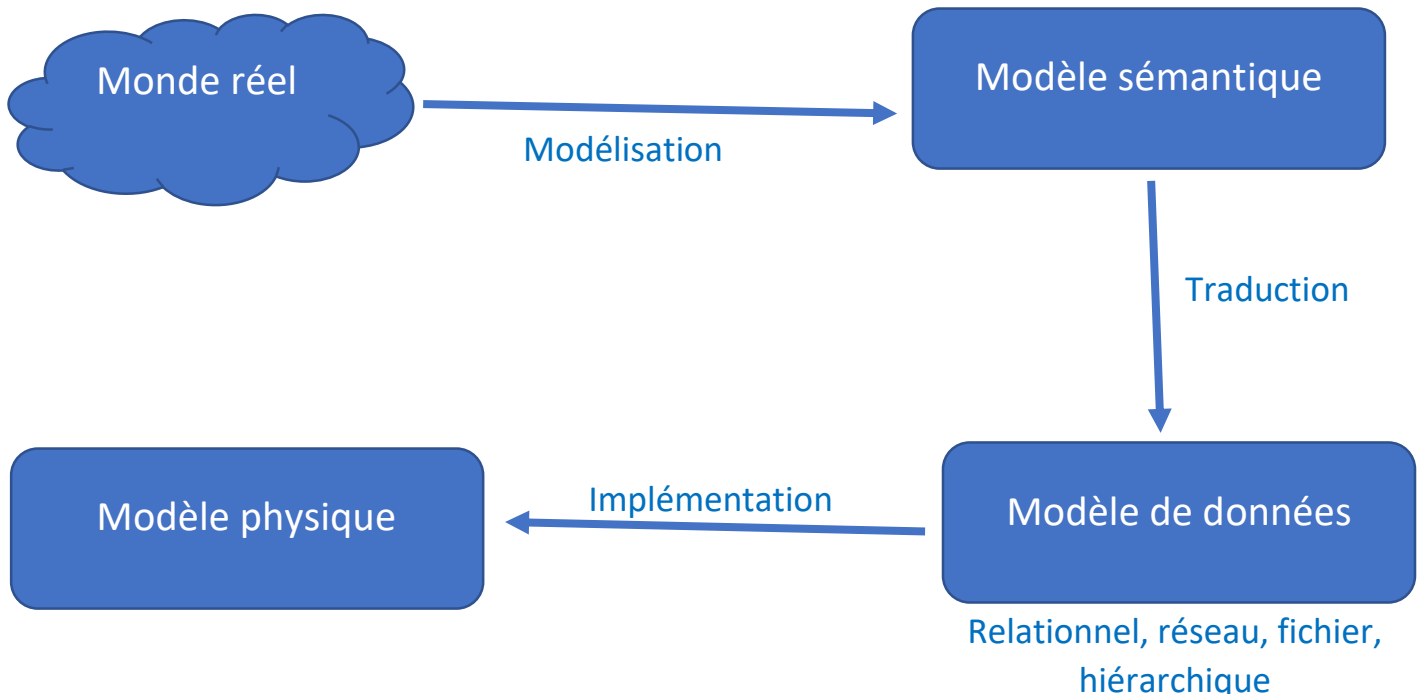 Monde réel
Modèle sémantique
Modélisation
Traduction
Modèle physique
Implémentation
Modèle de données
Relationnel, réseau, fichier,
hiérarchique